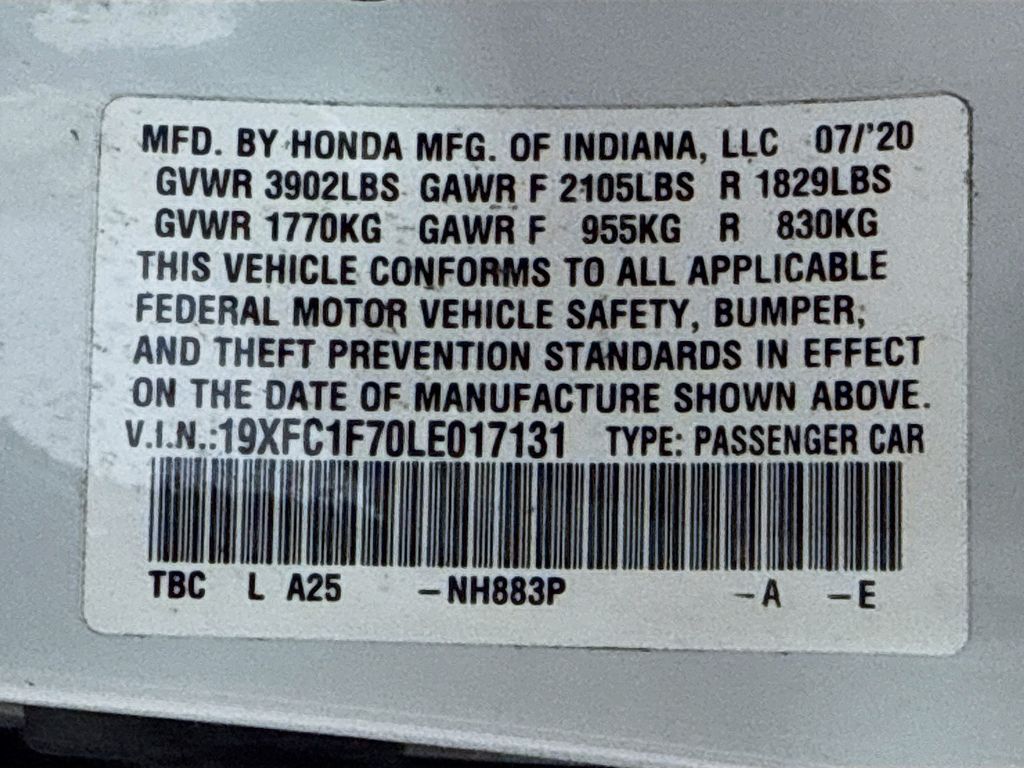 MFD. BY HONDA MFG. OF INDIANA, LLC 07/'20
GVWR 3902LBS GAWR F 2105LBS R 1829LBS
GVWR 1770KG GAWR F 955KG R 830KG
THIS VEHICLE CONFORMS TO ALL APPLICABLE
FEDERAL MOTOR VEHICLE SAFETY, BUMPER,
AND THEFT PREVENTION STANDARDS IN EFFECT
ON THE DATE OF MANUFACTURE SHOWN ABOVE.
V.I.N.:19XFC1F70LE017131 TYPE: PASSENGER CAR
TBC L A25 -NH883P -A -E